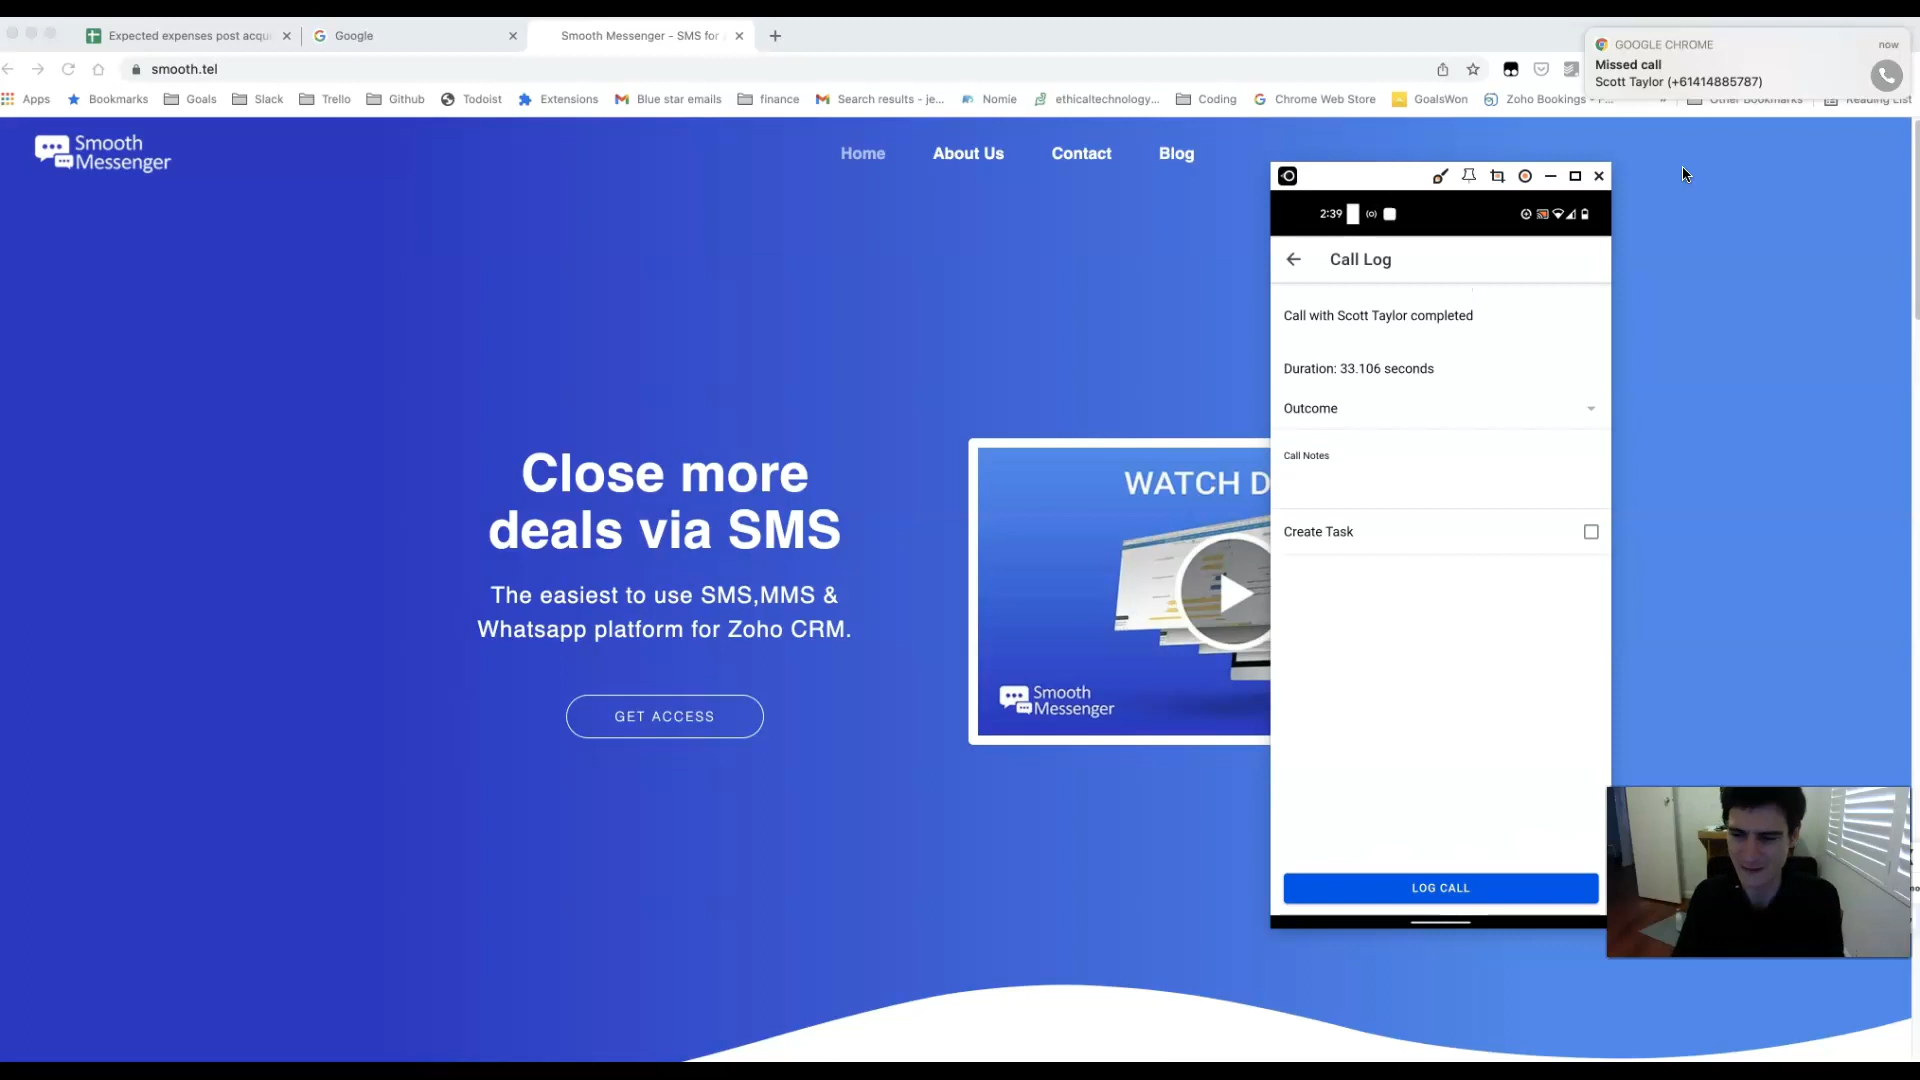 Expected expenses post acqu
Google
Smooth Messenger - SMS for
smooth.tel
GOOGLE CHROME
now
Missed call
Scott Taylor (+61414885787)
Apps
Bookmarks
Goals
Slack
Trello
Github
Todoist
Extensions
Blue star emails
finance
Search results - je...
Nomie
ethicaltechnology...
Coding
Chrome Web Store
GoalsWon
Zoho Bookings - F...
»
Other Bookmarks
Reading List
Smooth
Messenger
Home
About Us
Contact
Blog
Close more
deals via SMS
The easiest to use SMS,MMS &
Whatsapp platform for Zoho CRM.
GET ACCESS
WATCH D
Smooth
Messenger
2:39
Call Log
Call with Scott Taylor completed
Duration: 33.106 seconds
Outcome
Call Notes
Create Task
LOG CALL